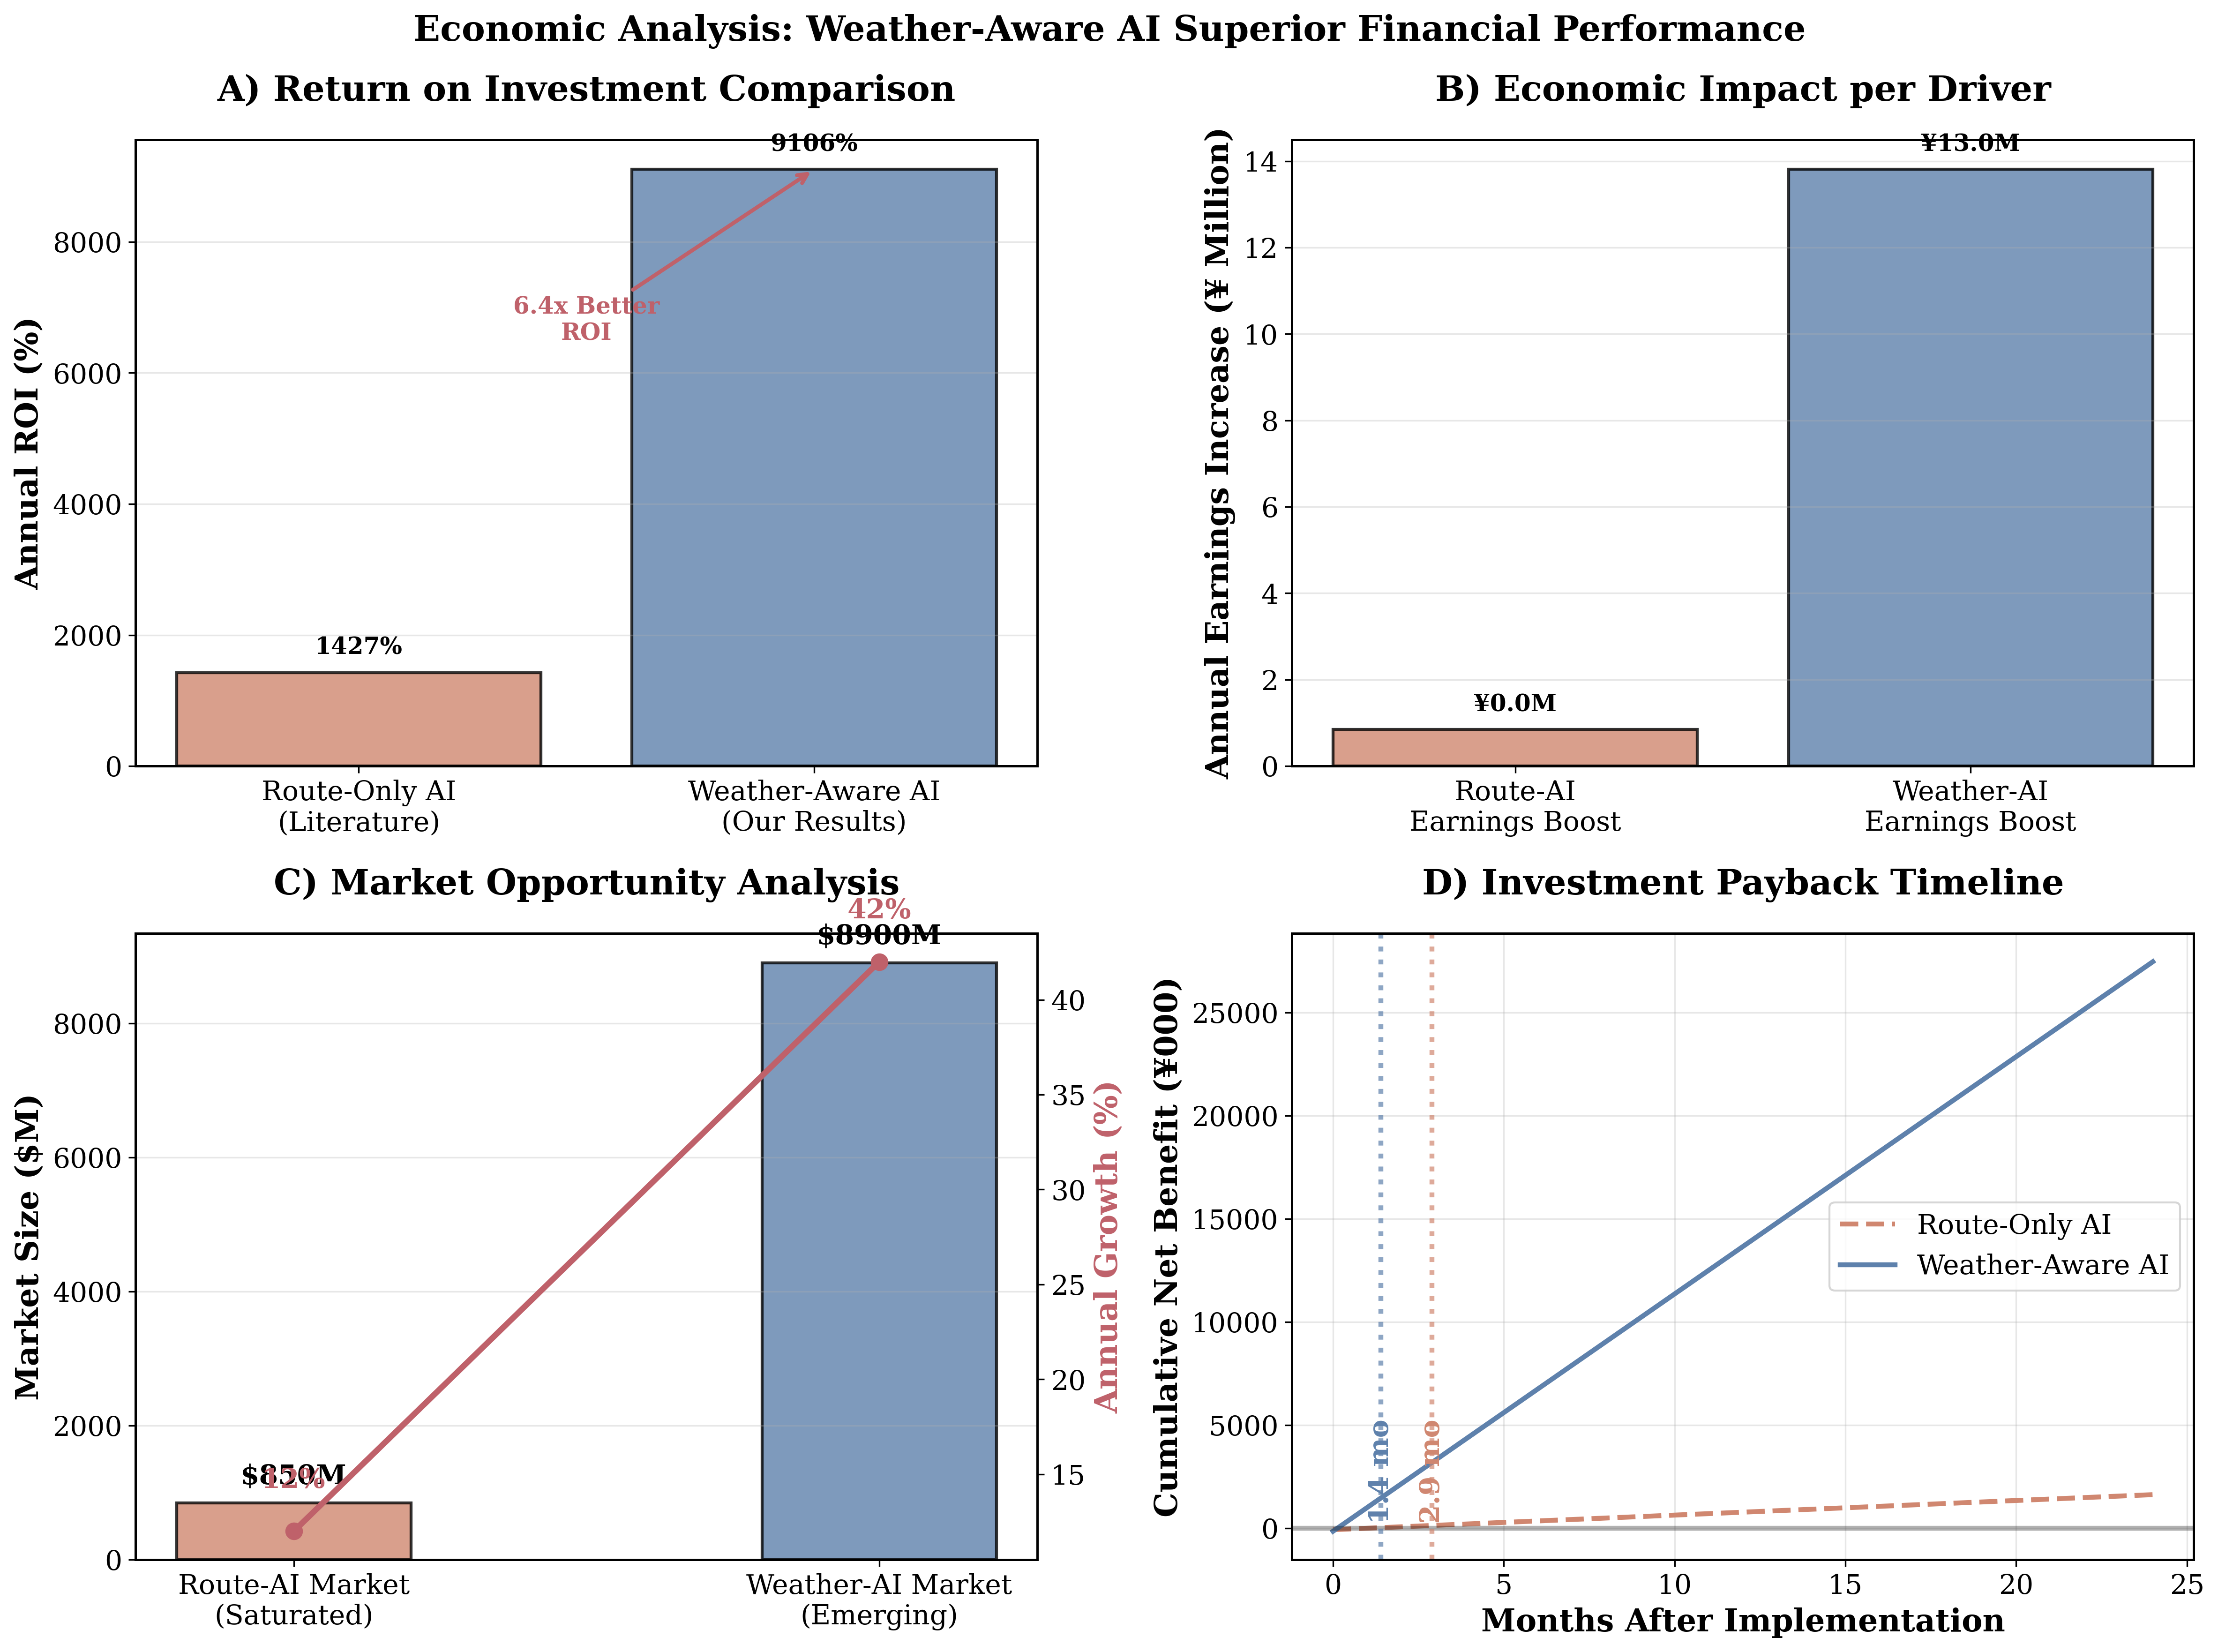 Economic Analysis: Weather-Aware AI Superior Financial Performance
A) Return on Investment Comparison
Annual ROI (%)
8000
6000
4000
2000
0
9106%
6.4x Better
ROI
1427%
Route-Only AI
(Literature)
Weather-Aware AI
(Our Results)
B) Economic Impact per Driver
Annual Earnings Increase (¥ Million)
14
12
10
8
6
4
2
0
¥13.0M
¥0.0M
Route-AI
Earnings Boost
Weather-AI
Earnings Boost
C) Market Opportunity Analysis
Market Size ($M)
8000
6000
4000
2000
0
42%
$8900M
$850M
12%
40
35
30
25
20
15
Annual Growth (%)
Route-AI Market
(Saturated)
Weather-AI Market
(Emerging)
D) Investment Payback Timeline
Cumulative Net Benefit (¥000)
25000
20000
15000
10000
5000
0
1.4 mo
2.9 mo
Route-Only AI
Weather-Aware AI
0
5
10
15
20
25
Months After Implementation